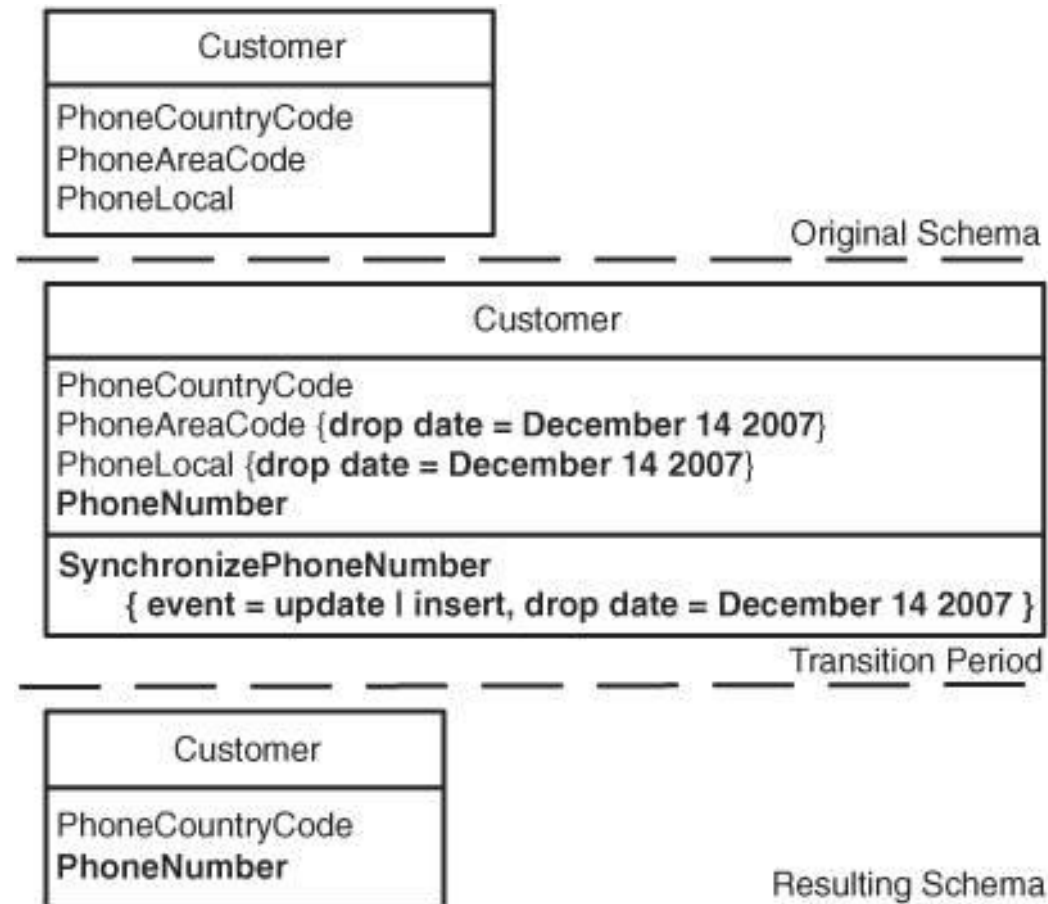 Customer
PhoneCountryCode
PhoneAreaCode
PhoneLocal
Original Schema
Customer
PhoneCountryCode
PhoneAreaCode {drop date = December 14 2007}
PhoneLocal {drop date = December 14 2007}
PhoneNumber
SynchronizePhoneNumber
{ event = update | insert, drop date = December 14 2007 }
Transition Period
Customer
PhoneCountryCode
PhoneNumber
Resulting Schema